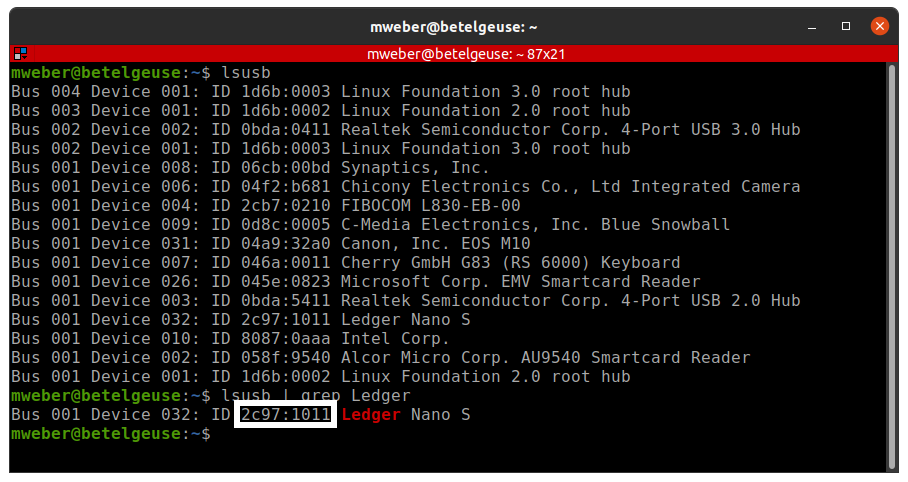 mweber@betelgeuse: ~
mweber@betelgeuse: ~ 87x21
mweber@betelgeuse:~$ lsusb
Bus 004 Device 001: ID 1d6b:0003 Linux Foundation 3.0 root hub
Bus 003 Device 001: ID 1d6b:0002 Linux Foundation 2.0 root hub
Bus 002 Device 002: ID 0bda:0411 Realtek Semiconductor Corp. 4-Port USB 3.0 Hub
Bus 002 Device 001: ID 1d6b:0003 Linux Foundation 3.0 root hub
Bus 001 Device 008: ID 06cb:00bd Synaptics, Inc.
Bus 001 Device 006: ID 04f2:b681 Chicony Electronics Co., Ltd Integrated Camera
Bus 001 Device 004: ID 2cb7:0210 FIBOCOM L830-EB-00
Bus 001 Device 009: ID 0d8c:0005 C-Media Electronics, Inc. Blue Snowball
Bus 001 Device 031: ID 04a9:32a0 Canon, Inc. EOS M10
Bus 001 Device 007: ID 046a:0011 Cherry GmbH G83 (RS 6000) Keyboard
Bus 001 Device 026: ID 045e:0823 Microsoft Corp. EMV Smartcard Reader
Bus 001 Device 003: ID 0bda:5411 Realtek Semiconductor Corp. 4-Port USB 2.0 Hub
Bus 001 Device 032: ID 2c97:1011 Ledger Nano S
Bus 001 Device 010: ID 8087:0aaa Intel Corp.
Bus 001 Device 002: ID 058f:9540 Alcor Micro Corp. AU9540 Smartcard Reader
Bus 001 Device 001: ID 1d6b:0002 Linux Foundation 2.0 root hub
mweber@betelgeuse:~$ lsusb | grep Ledger
Bus 001 Device 032: ID 2c97:1011 Ledger Nano S
mweber@betelgeuse:~$